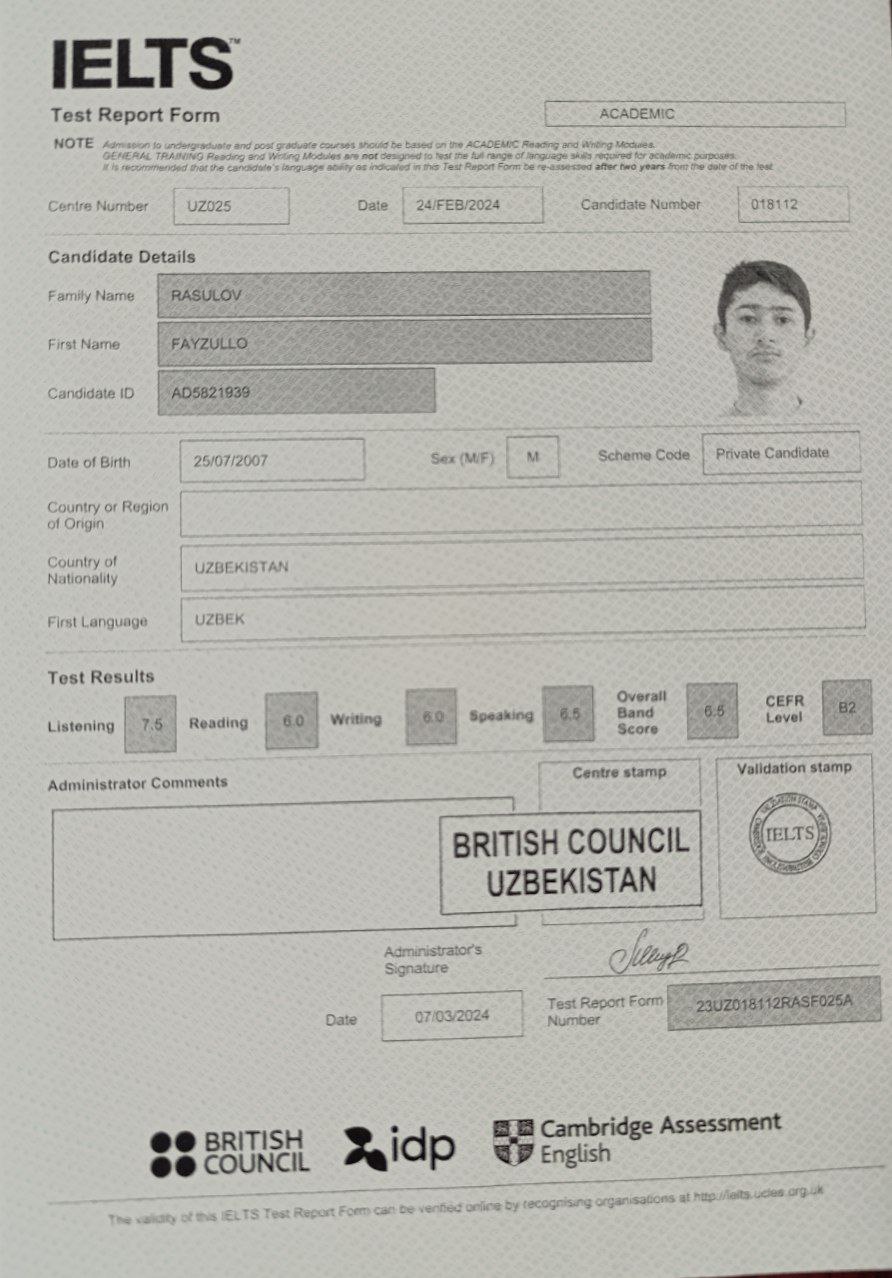 IELTS™
Test Report Form
ACADEMIC
NOTE Admission to undergraduate and post graduate courses should be based on the ACADEMIC Reading and Writing Modules.
GENERAL TRAINING Reading and Writing Modules are not designed to test the full range of language skills required for academic purposes.
It is recommended that the candidate's language ability as indicated in this Test Report Form be re-assessed after two years from the date of the test.
Centre Number UZ025 Date 24/FEB/2024 Candidate Number 018112
Candidate Details
Family Name RASULOV
First Name FAYZULLO
Candidate ID AD5821939
Date of Birth 25/07/2007 Sex (M/F) M Scheme Code Private Candidate
Country or Region
of Origin
Country of
Nationality
UZBEKISTAN
First Language UZBEK
Test Results
Listening 7.5 Reading 6.0 Writing 6.0 Speaking 6.5
Overall
Band
Score
6.5
CEFR
Level
B2
Administrator Comments
Centre stamp
BRITISH COUNCIL
UZBEKISTAN
Validation stamp
IELTS
Administrator's
Signature
Date 07/03/2024
Test Report Form
Number
23UZ018112RASF025A
BRITISH
COUNCIL
idp
Cambridge Assessment
English
The validity of this IELTS Test Report Form can be verified online by recognising organisations at http://ielts.ucles.org.uk